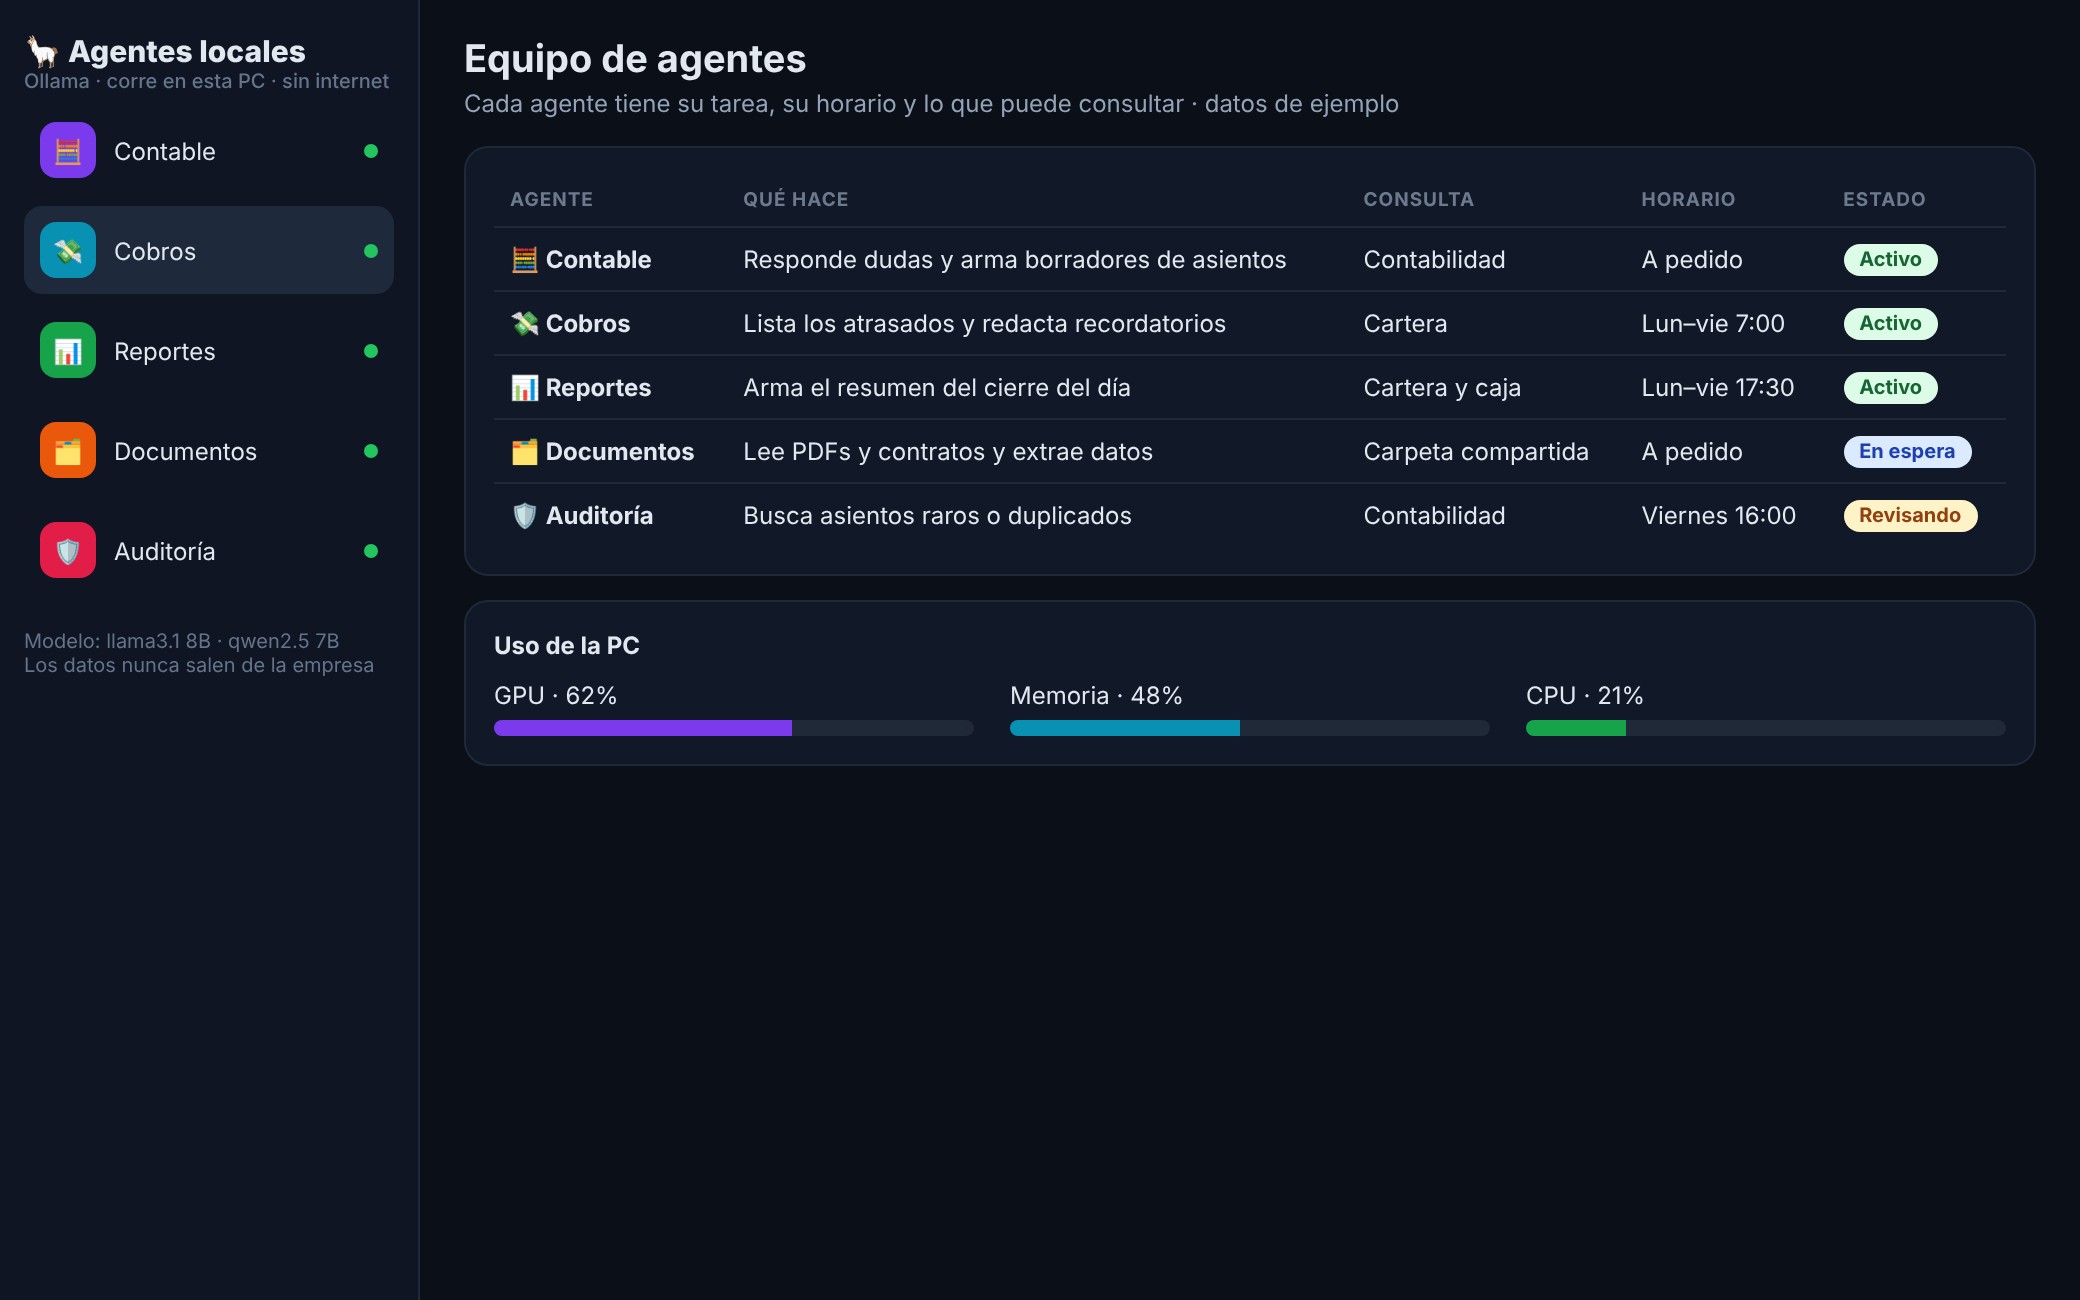 Agentes locales
Ollama · corre en esta PC · sin internet
Contable
Cobros
Reportes
Documentos
Auditoría
Modelo: llama3.1 8B · qwen2.5 7B
Los datos nunca salen de la empresa
Equipo de agentes
Cada agente tiene su tarea, su horario y lo que puede consultar · datos de ejemplo
AGENTE QUÉ HACE CONSULTA HORARIO ESTADO
Contable Responde dudas y arma borradores de asientos Contabilidad A pedido Activo
Cobros Lista los atrasados y redacta recordatorios Cartera Lun–vie 7:00 Activo
Reportes Arma el resumen del cierre del día Cartera y caja Lun–vie 17:30 Activo
Documentos Lee PDFs y contratos y extrae datos Carpeta compartida A pedido En espera
Auditoría Busca asientos raros o duplicados Contabilidad Viernes 16:00 Revisando
Uso de la PC
GPU · 62% Memoria · 48% CPU · 21%